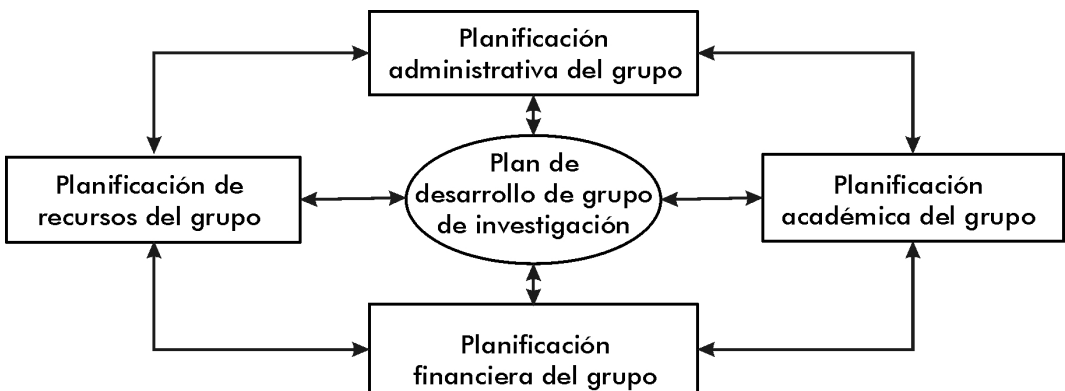 Planificación
administrativa del grupo
Planificación de
recursos del grupo
Plan de
desarrollo de grupo
de investigación
Planificación
académica del grupo
Planificación
financiera del grupo